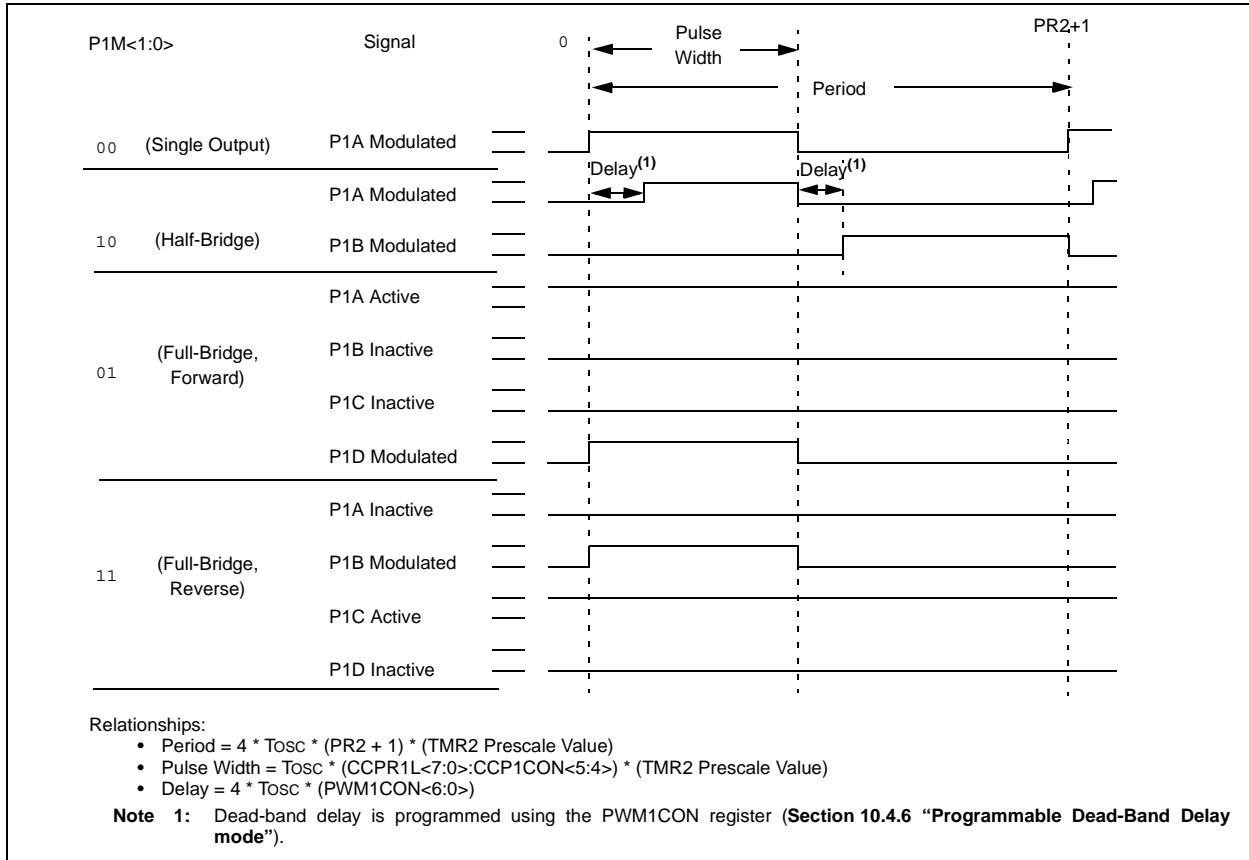 P1M<1:0> Signal 0 Pulse Width PR2+1
Period
00 (Single Output) P1A Modulated
Delay(1) Delay(1)
P1A Modulated
10 (Half-Bridge) P1B Modulated
P1A Active
(Full-Bridge, P1B Inactive
01 Forward)
P1C Inactive
P1D Modulated
P1A Inactive
11 (Full-Bridge, P1B Modulated
Reverse)
P1C Active
P1D Inactive
Relationships:
• Period = 4 * TOSC * (PR2 + 1) * (TMR2 Prescale Value)
• Pulse Width = TOSC * (CCPR1L<7:0>:CCP1CON<5:4>) * (TMR2 Prescale Value)
• Delay = 4 * TOSC * (PWM1CON<6:0>)
Note 1: Dead-band delay is programmed using the PWM1CON register (Section 10.4.6 “Programmable Dead-Band Delay
mode”).